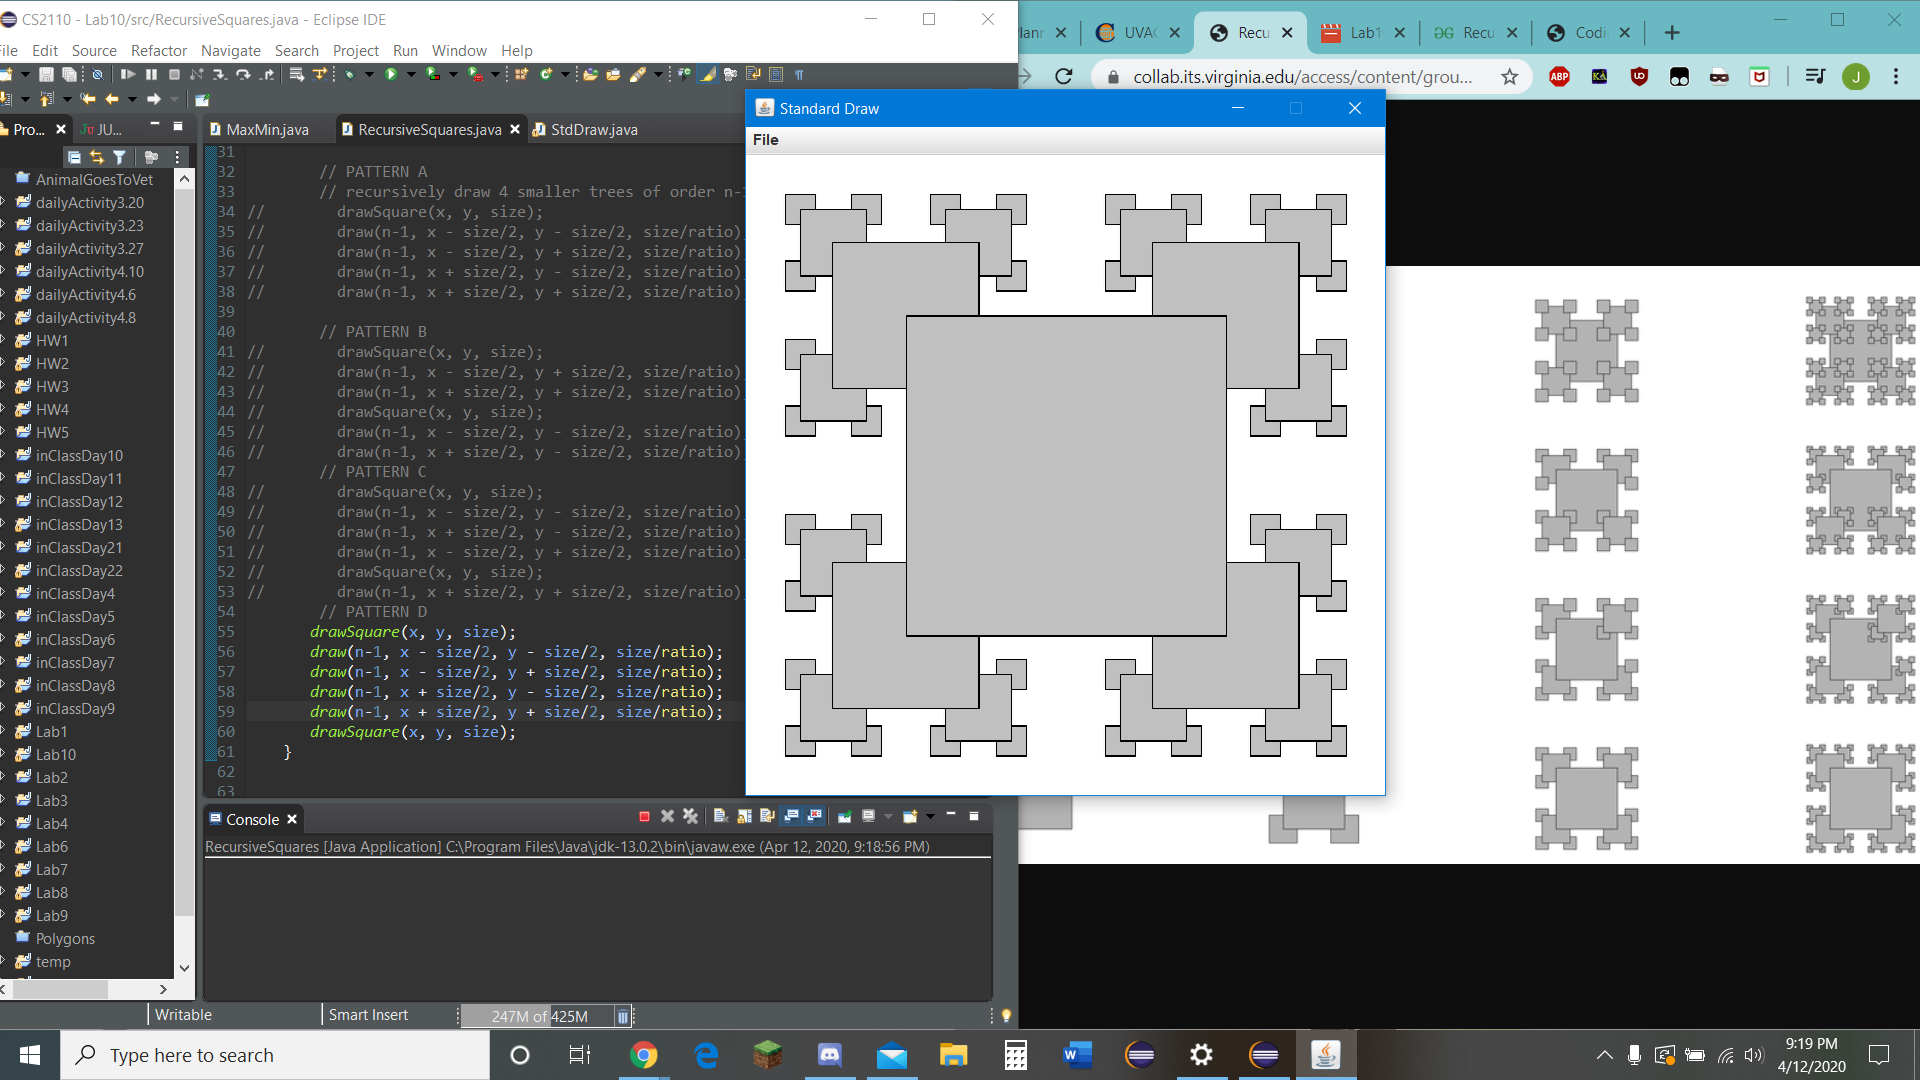 CS2110 - Lab10/src/RecursiveSquares.java - Eclipse IDE
File Edit Source Refactor Navigate Search Project Run Window Help
Pro... JU...
AnimalGoesToVet
dailyActivity3.20
dailyActivity3.23
dailyActivity3.27
dailyActivity4.10
dailyActivity4.6
dailyActivity4.8
HW1
HW2
HW3
HW4
HW5
inClassDay10
inClassDay11
inClassDay12
inClassDay13
inClassDay21
inClassDay22
inClassDay4
inClassDay5
inClassDay6
inClassDay7
inClassDay8
inClassDay9
Lab1
Lab10
Lab2
Lab3
Lab4
Lab6
Lab7
Lab8
Lab9
Polygons
temp
MaxMin.java RecursiveSquares.java StdDraw.java
31
32 // PATTERN A
33 // recursively draw 4 smaller trees of order n-1
34 // drawSquare(x, y, size);
35 // draw(n-1, x - size/2, y - size/2, size/ratio)
36 // draw(n-1, x - size/2, y + size/2, size/ratio)
37 // draw(n-1, x + size/2, y - size/2, size/ratio)
38 // draw(n-1, x + size/2, y + size/2, size/ratio)
39
40 // PATTERN B
41 // drawSquare(x, y, size);
42 // draw(n-1, x - size/2, y + size/2, size/ratio)
43 // draw(n-1, x + size/2, y + size/2, size/ratio)
44 // drawSquare(x, y, size);
45 // draw(n-1, x - size/2, y - size/2, size/ratio)
46 // draw(n-1, x + size/2, y - size/2, size/ratio)
47 // PATTERN C
48 // drawSquare(x, y, size);
49 // draw(n-1, x - size/2, y - size/2, size/ratio)
50 // draw(n-1, x + size/2, y - size/2, size/ratio)
51 // draw(n-1, x - size/2, y + size/2, size/ratio)
52 // drawSquare(x, y, size);
53 // draw(n-1, x + size/2, y + size/2, size/ratio)
54 // PATTERN D
55 drawSquare(x, y, size);
56 draw(n-1, x - size/2, y - size/2, size/ratio);
57 draw(n-1, x - size/2, y + size/2, size/ratio);
58 draw(n-1, x + size/2, y - size/2, size/ratio);
59 draw(n-1, x + size/2, y + size/2, size/ratio);
60 drawSquare(x, y, size);
61 }
62
63
Console
RecursiveSquares [Java Application] C:\Program Files\Java\jdk-13.0.2\bin\javaw.exe (Apr 12, 2020, 9:18:56 PM)
Writable Smart Insert 247M of 425M
Standard Draw
File
UVAC Recu Lab1 Recu Codi
collab.its.virginia.edu/access/content/grou...
ABP KA J
Type here to search
9:19 PM
4/12/2020